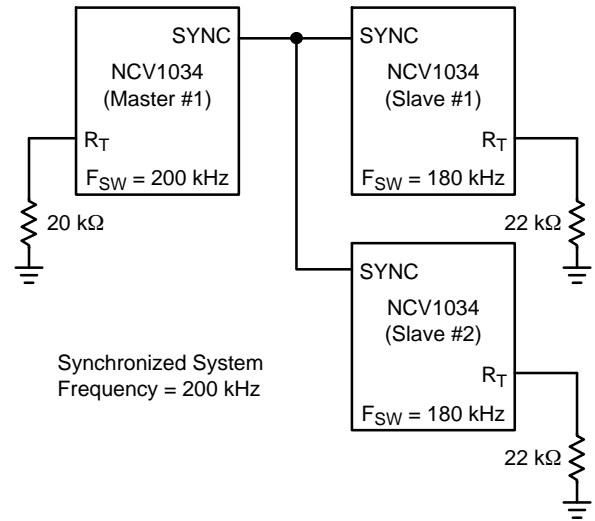 SYNC
NCV1034
(Master #1)
R_T
F_SW = 200 kHz
20 kΩ
SYNC
NCV1034
(Slave #1)
R_T
F_SW = 180 kHz
22 kΩ
SYNC
NCV1034
(Slave #2)
R_T
F_SW = 180 kHz
22 kΩ
Synchronized System
Frequency = 200 kHz